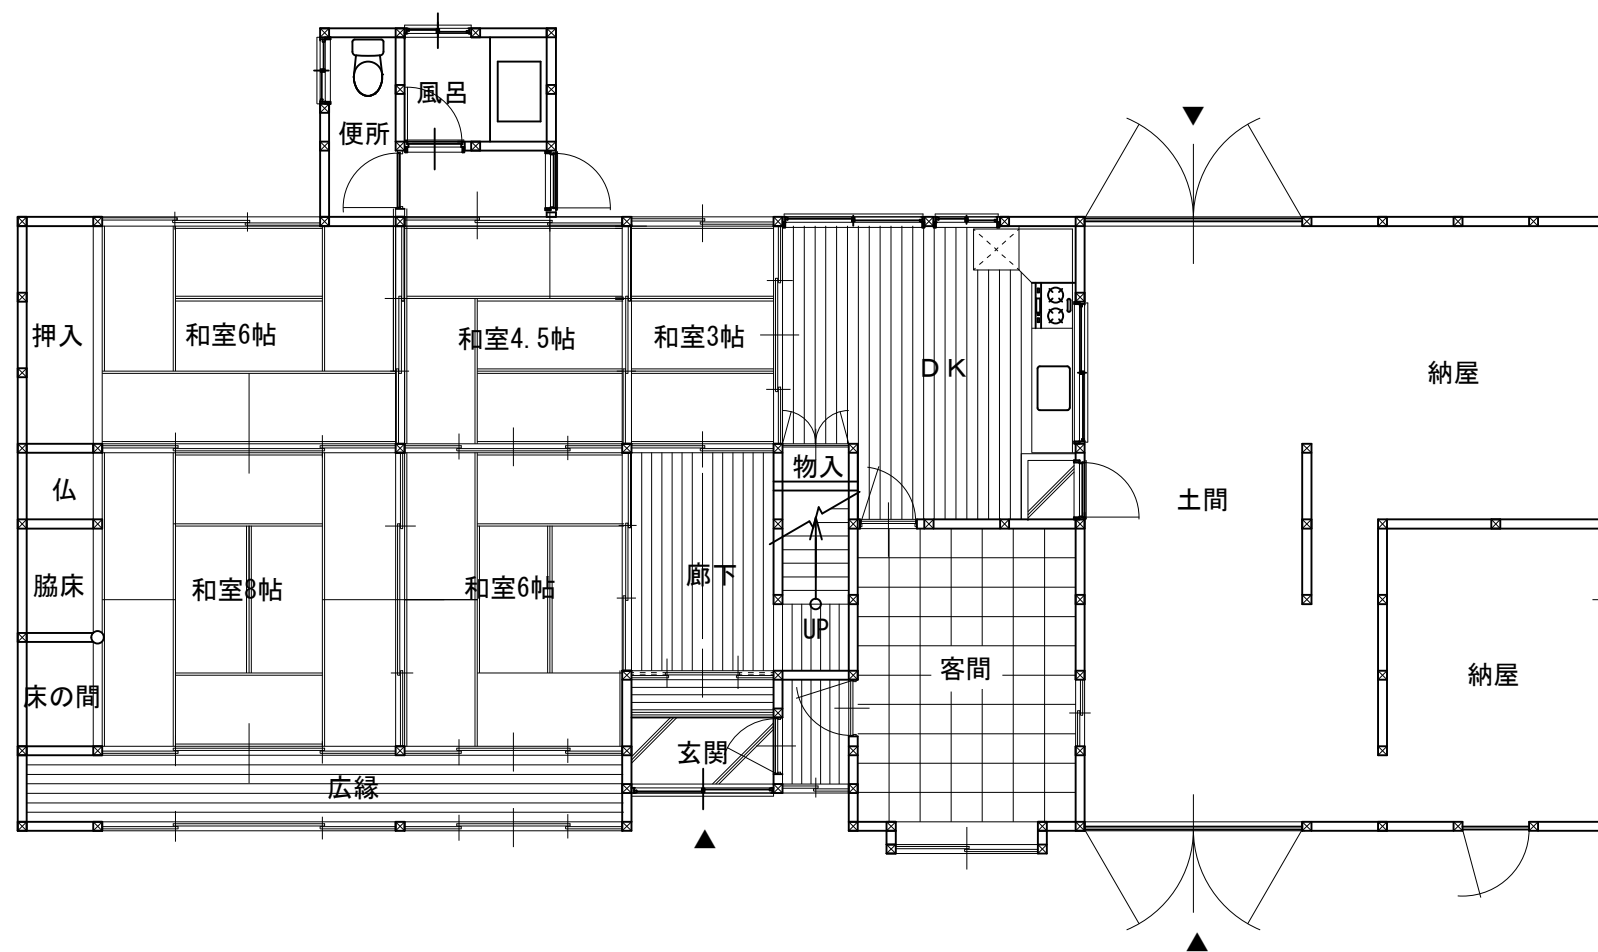 風呂
便所
押入
和室6帖
和室4.5帖
和室3帖
DK
納屋
物入
仏
土間
脇床
和室8帖
和室6帖
廊下
UP
客間
納屋
床の間
玄関
広縁